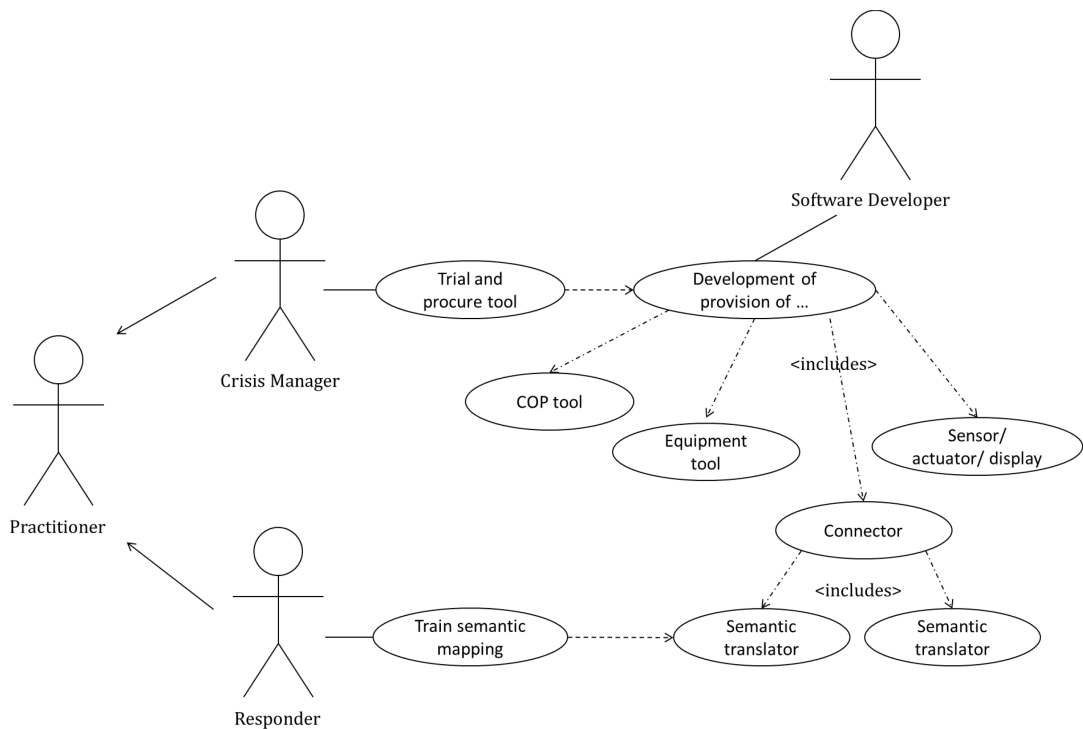 Software Developer
Trial and
procure tool
Development of
provision of ...
Crisis Manager
<includes>
COP tool
Equipment
tool
Sensor/
actuator/ display
Practitioner
Connector
<includes>
Train semantic
mapping
Semantic
translator
Semantic
translator
Responder